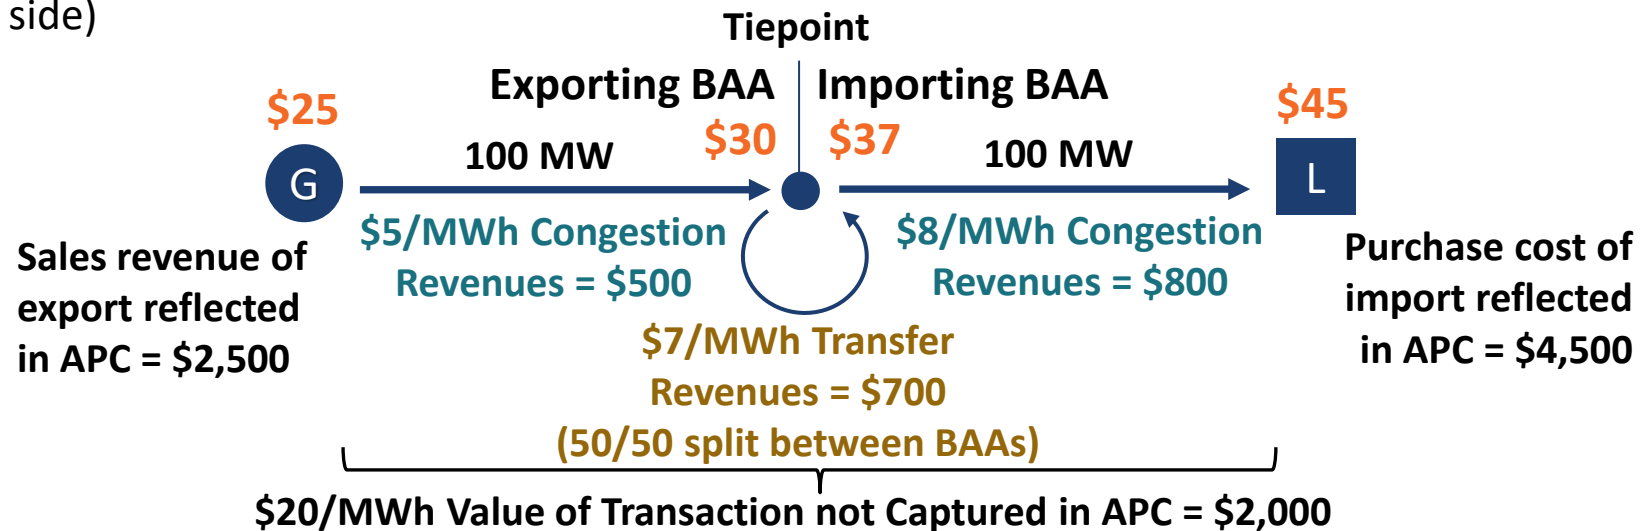 side)
Tiepoint
Exporting BAA
Importing BAA
$25
$30
$37
$45
100 MW
100 MW
G
L
$5/MWh Congestion
Revenues = $500
$8/MWh Congestion
Revenues = $800
Sales revenue of
export reflected
in APC = $2,500
Purchase cost of
import reflected
in APC = $4,500
$7/MWh Transfer
Revenues = $700
(50/50 split between BAAs)
$20/MWh Value of Transaction not Captured in APC = $2,000